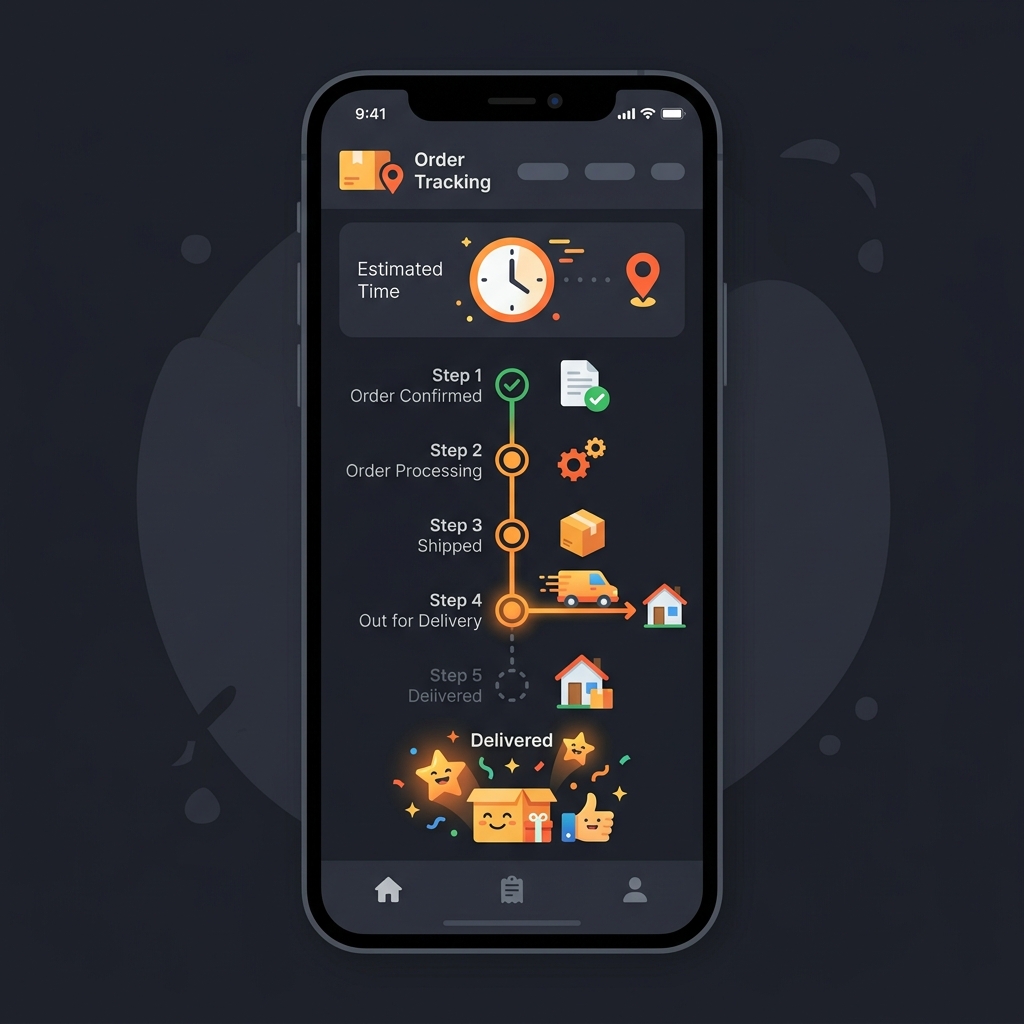 9:41
Order
Tracking
Estimated
Time
Step 1
Order Confirmed
Step 2
Order Processing
Step 3
Shipped
Step 4
Out for Delivery
Step 5
Delivered
Delivered